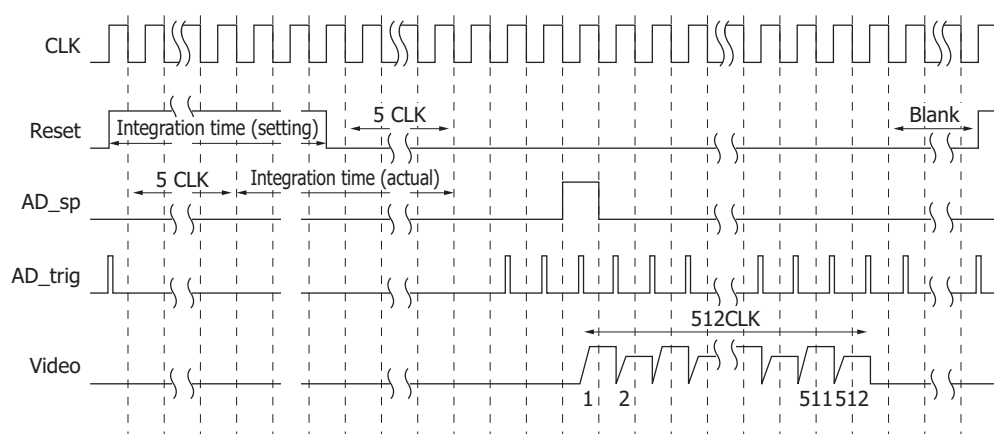 CLK
Reset
Integration time (setting)
5 CLK
Blank
5 CLK
Integration time (actual)
AD_sp
AD_trig
512CLK
Video
1
2
511
512